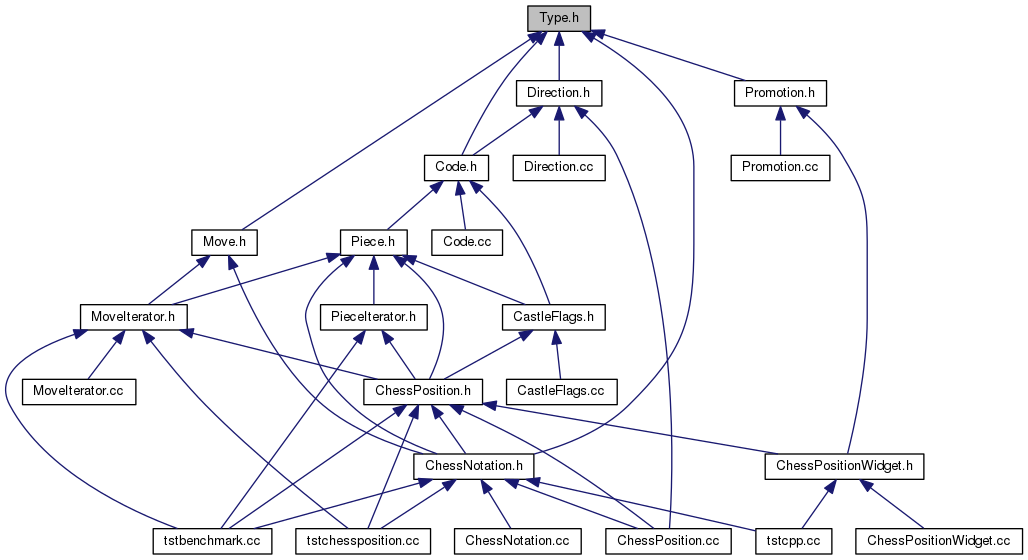 Type.h
Direction.h
Promotion.h
Code.h
Direction.cc
Promotion.cc
Move.h
Piece.h
Code.cc
MoveIterator.h
PieceIterator.h
CastleFlags.h
MoveIterator.cc
ChessPosition.h
CastleFlags.cc
ChessNotation.h
ChessPositionWidget.h
tstbenchmark.cc
tstchessposition.cc
ChessNotation.cc
ChessPosition.cc
tstcpp.cc
ChessPositionWidget.cc